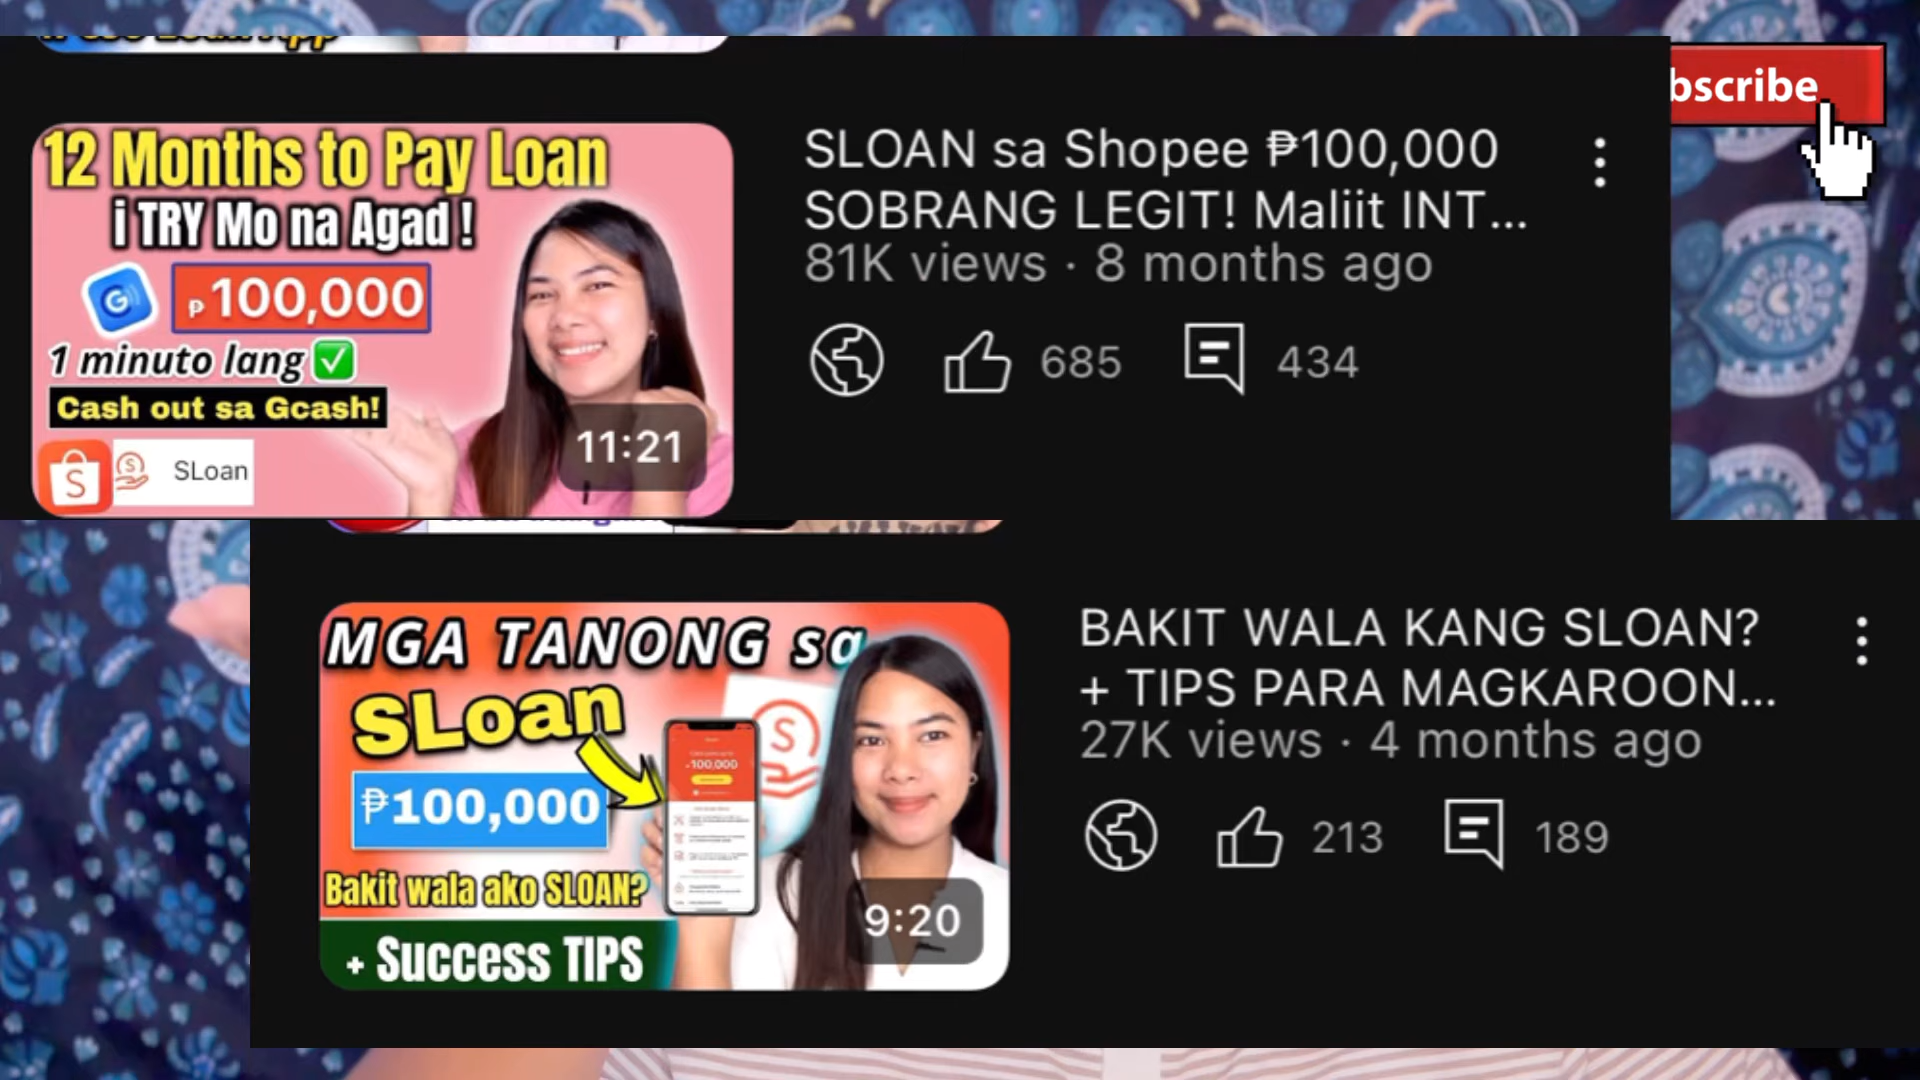 bscribe
12 Months to Pay Loan
i TRY Mo na Agad !
G
₱100,000
1 minuto lang
Cash out sa Gcash!
S
S
SLoan
11:21
SLOAN sa Shopee ₱100,000
SOBRANG LEGIT! Maliit INT...
81K views · 8 months ago
685
434
MGA TANONG sa
SLoan
₱100,000
S
100,000
Bakit wala ako SLOAN?
+ Success TIPS
9:20
BAKIT WALA KANG SLOAN?
+ TIPS PARA MAGKAROON...
27K views · 4 months ago
213
189